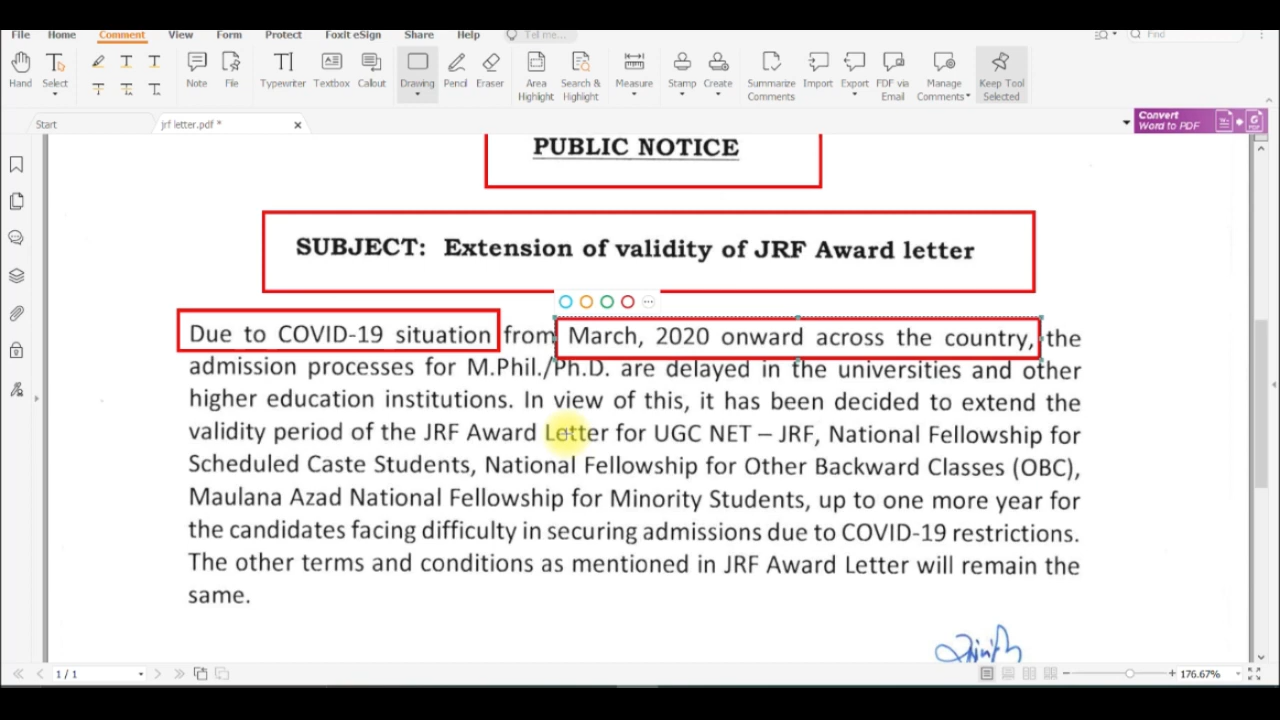 File Home Comment View Form Protect Foxit eSign Share Help Tell me... Find
Hand Select Note File Typewriter Textbox Callout Drawing Pencil Eraser Area Highlight Search & Highlight Measure Stamp Create Summarize Comments Import Export FDF via Email Manage Comments Keep Tool Selected
Start jrf letter.pdf * Convert Word to PDF
PUBLIC NOTICE
SUBJECT: Extension of validity of JRF Award letter
Due to COVID-19 situation from March, 2020 onward across the country, the
admission processes for M.Phil./Ph.D. are delayed in the universities and other
higher education institutions. In view of this, it has been decided to extend the
validity period of the JRF Award Letter for UGC NET – JRF, National Fellowship for
Scheduled Caste Students, National Fellowship for Other Backward Classes (OBC),
Maulana Azad National Fellowship for Minority Students, up to one more year for
the candidates facing difficulty in securing admissions due to COVID-19 restrictions.
The other terms and conditions as mentioned in JRF Award Letter will remain the
same.
1 / 1 176.67%